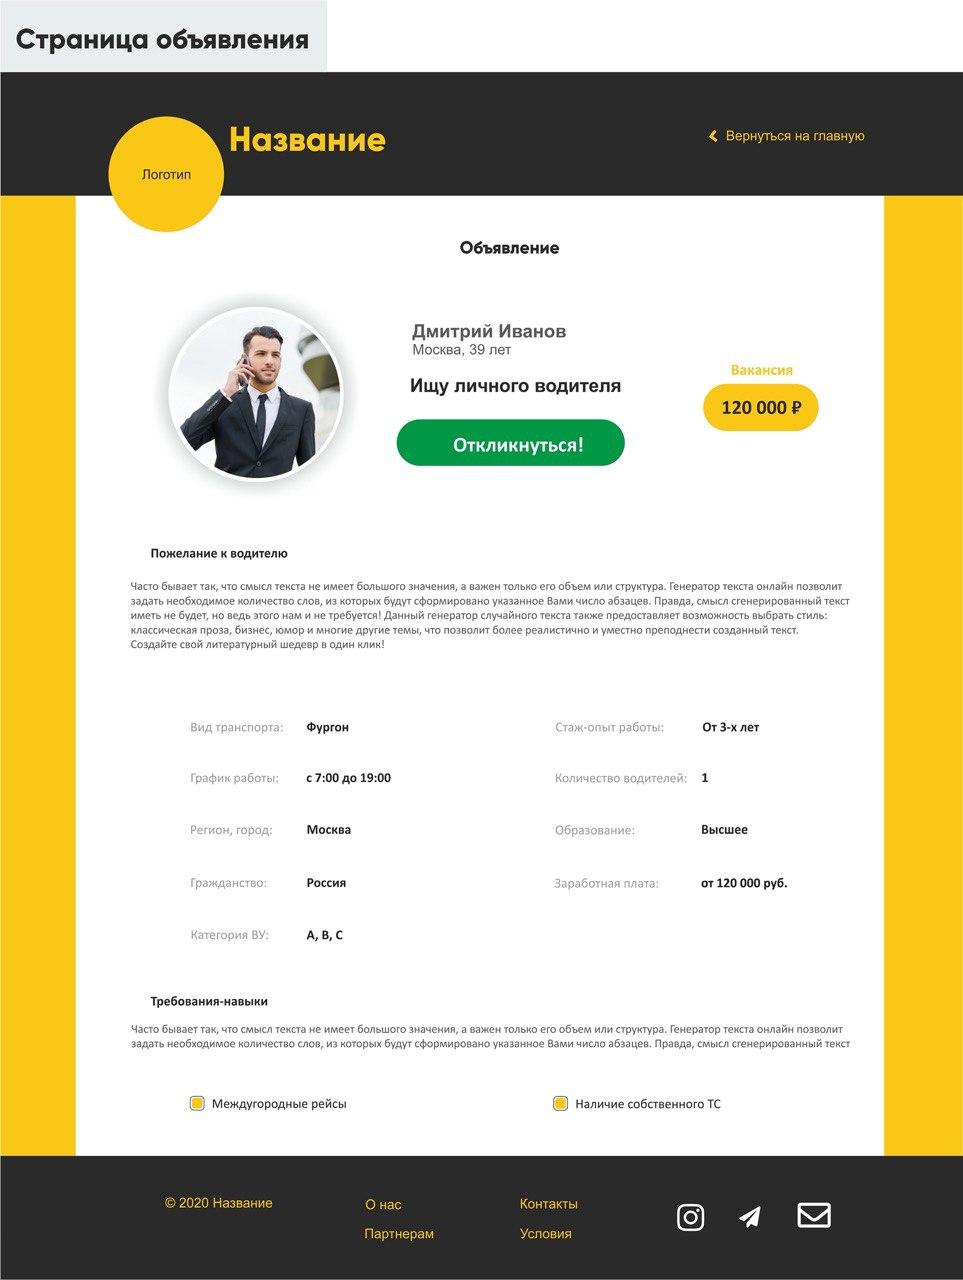 Страница объявления
Название
Вернуться на главную
Логотип
Объявление
Дмитрий Иванов
Москва, 39 лет
Ищу личного водителя
Откликнуться!
Вакансия
120 000 ₽
Пожелание к водителю
Часто бывает так, что смысл текста не имеет большого значения, а важен только его объем или структура. Генератор текста онлайн позволит
задать необходимое количество слов, из которых будут сформировано указанное Вами число абзацев. Правда, смысл сгенерированный текст
иметь не будет, но ведь этого нам и не требуется! Данный генератор случайного текста также предоставляет возможность выбрать стиль:
классическая проза, бизнес, юмор и многие другие темы, что позволит более реалистично и уместно преподнести созданный текст.
Создайте свой литературный шедевр в один клик!
Вид транспорта: Фургон
Стаж-опыт работы: От 3-х лет
График работы: с 7:00 до 19:00
Количество водителей: 1
Регион, город: Москва
Образование: Высшее
Гражданство: Россия
Заработная плата: от 120 000 руб.
Категория ВУ: А, В, С
Требования-навыки
Часто бывает так, что смысл текста не имеет большого значения, а важен только его объем или структура. Генератор текста онлайн позволит
задать необходимое количество слов, из которых будут сформировано указанное Вами число абзацев. Правда, смысл сгенерированный текст
Междугородные рейсы
Наличие собственного ТС
© 2020 Название
О нас
Контакты
Партнерам
Условия